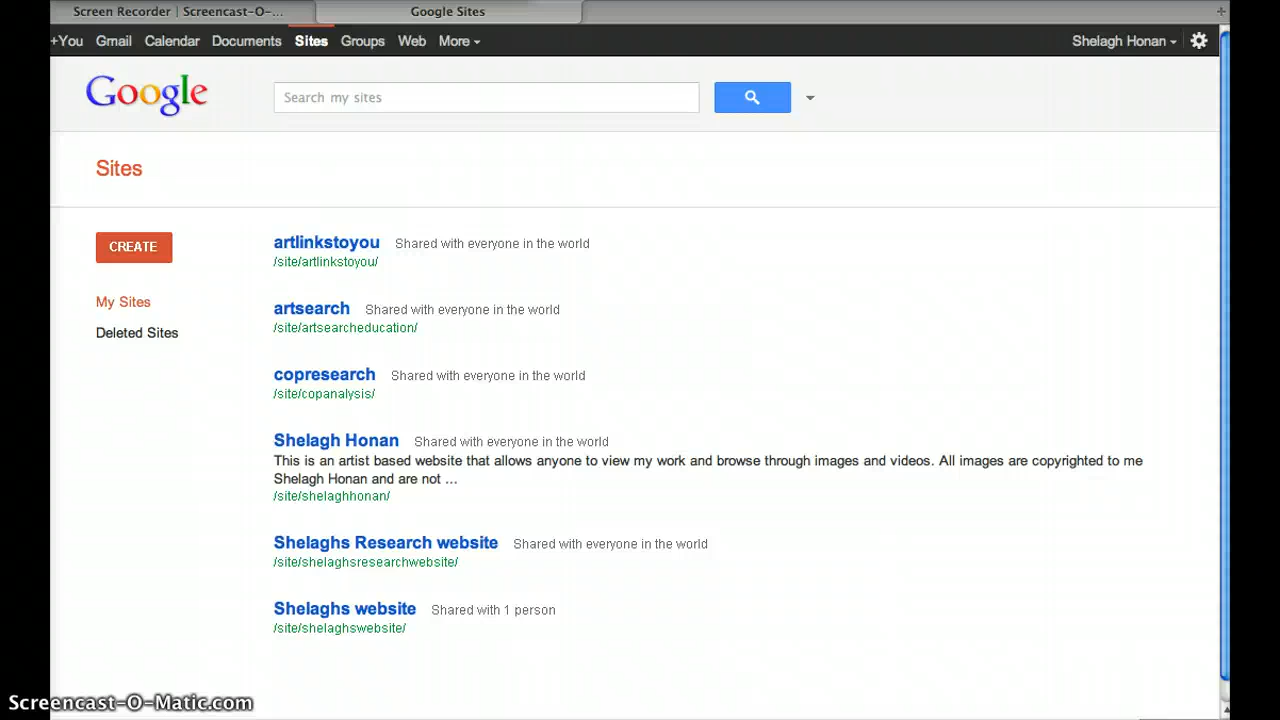 Screen Recorder | Screencast-O-... Google Sites
+You Gmail Calendar Documents Sites Groups Web More Shelagh Honan
Google Search my sites
Sites
CREATE
My Sites
Deleted Sites
artlinkstoyou Shared with everyone in the world
/site/artlinkstoyou/
artsearch Shared with everyone in the world
/site/artsearcheducation/
copresearch Shared with everyone in the world
/site/copanalysis/
Shelagh Honan Shared with everyone in the world
This is an artist based website that allows anyone to view my work and browse through images and videos. All images are copyrighted to me
Shelagh Honan and are not ...
/site/shelaghhonan/
Shelaghs Research website Shared with everyone in the world
/site/shelaghsresearchwebsite/
Shelaghs website Shared with 1 person
/site/shelaghswebsite/
Screencast-O-Matic.com